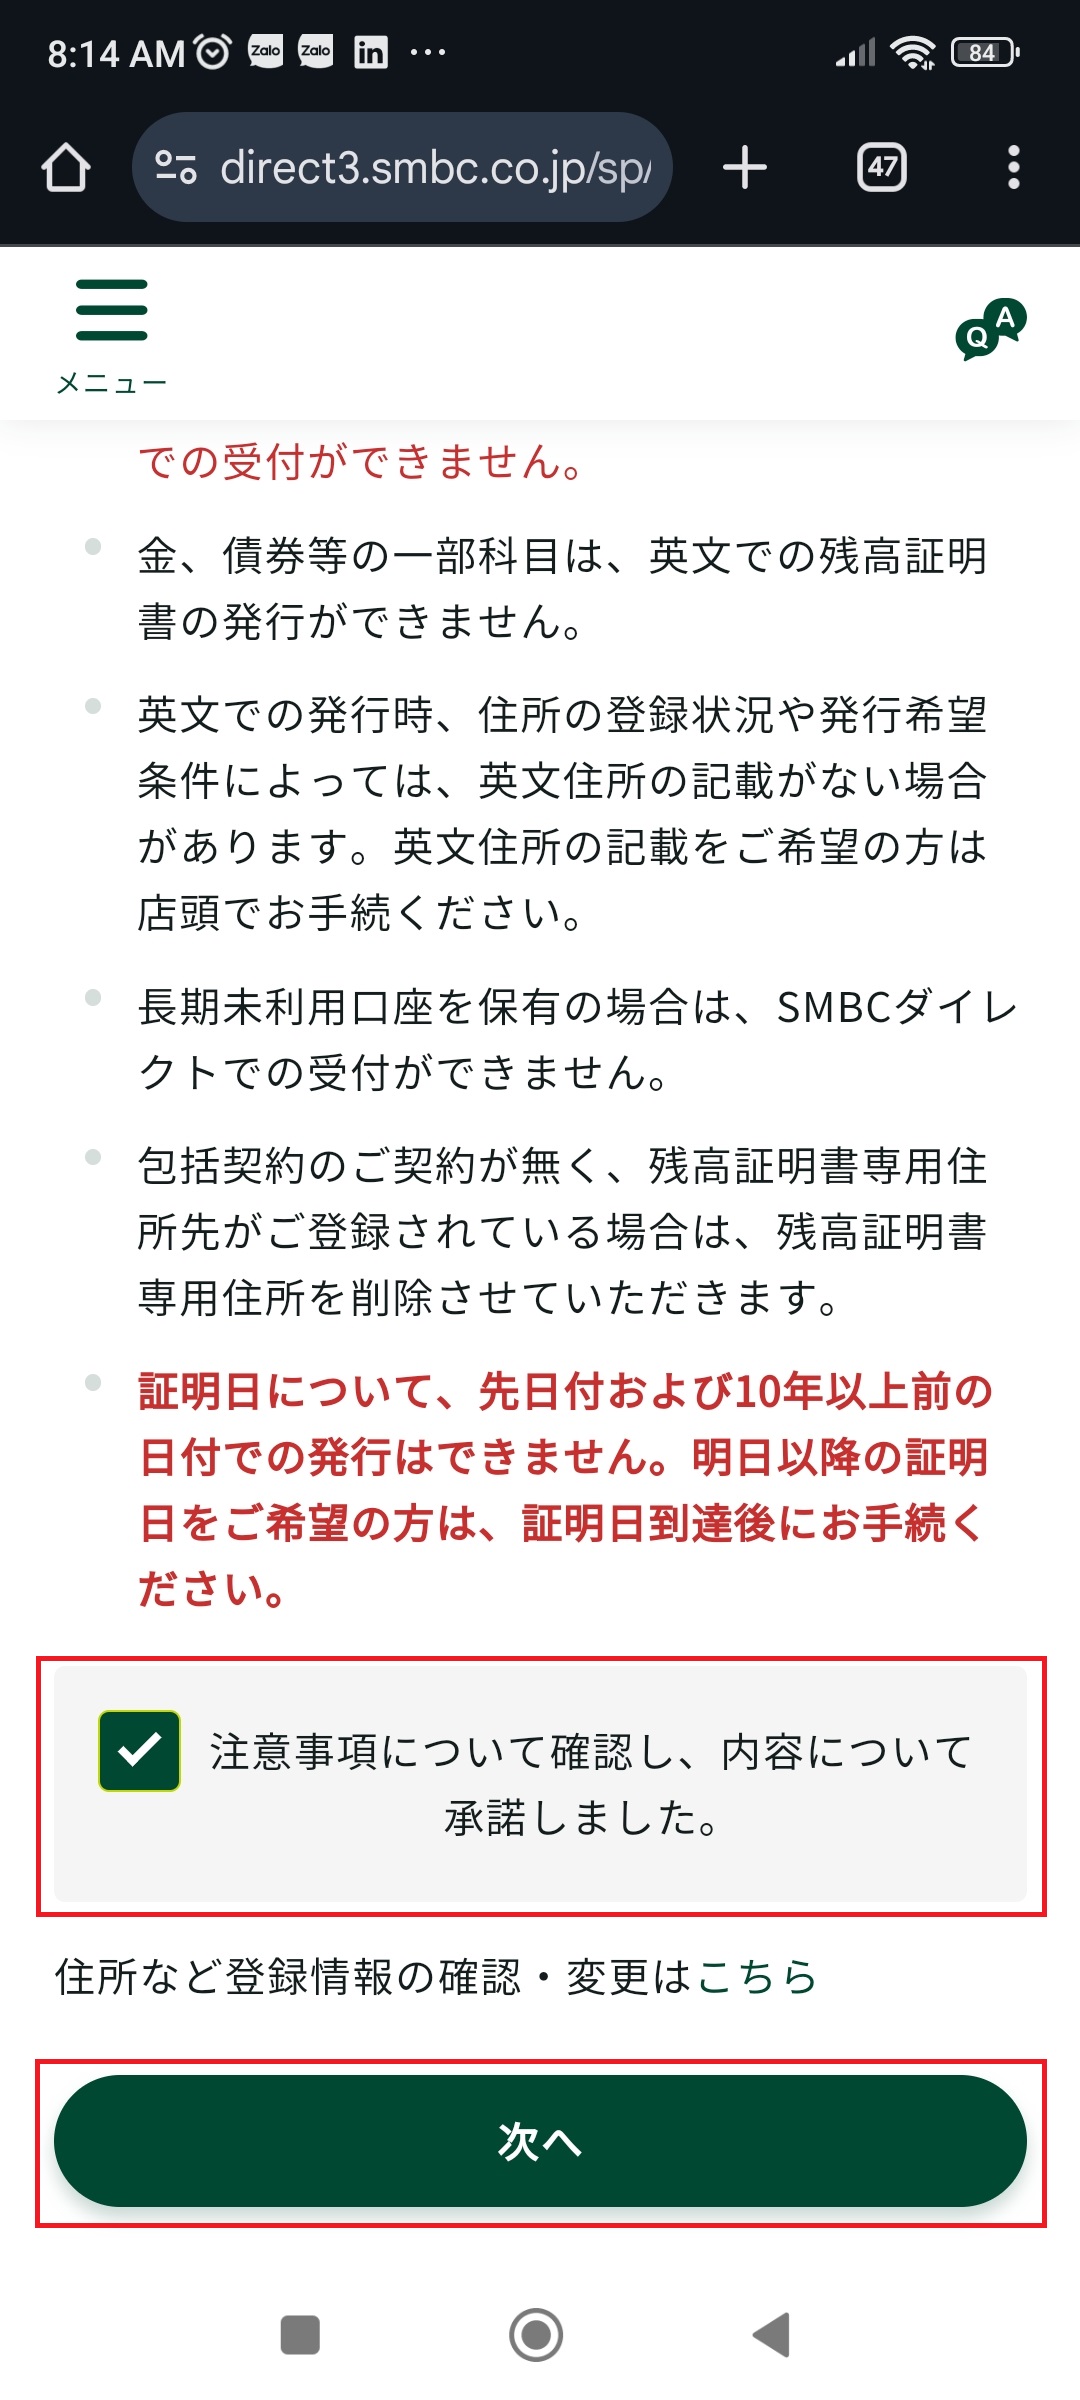 8:14 AM Zalo Zalo in ... 84
direct3.smbc.co.jp/sp/ 47
Q A
メニュー
での受付ができません。
金、債券等の一部科目は、英文での残高証明
書の発行ができません。
英文での発行時、住所の登録状況や発行希望
条件によっては、英文住所の記載がない場合
があります。英文住所の記載をご希望の方は
店頭でお手続ください。
長期未利用口座を保有の場合は、SMBCダイレ
クトでの受付ができません。
包括契約のご契約が無く、残高証明書専用住
所先がご登録されている場合は、残高証明書
専用住所を削除させていただきます。
証明日について、先日付および10年以上前の
日付での発行はできません。明日以降の証明
日をご希望の方は、証明日到達後にお手続く
ださい。
注意事項について確認し、内容について
承諾しました。
住所など登録情報の確認・変更はこちら
次へ